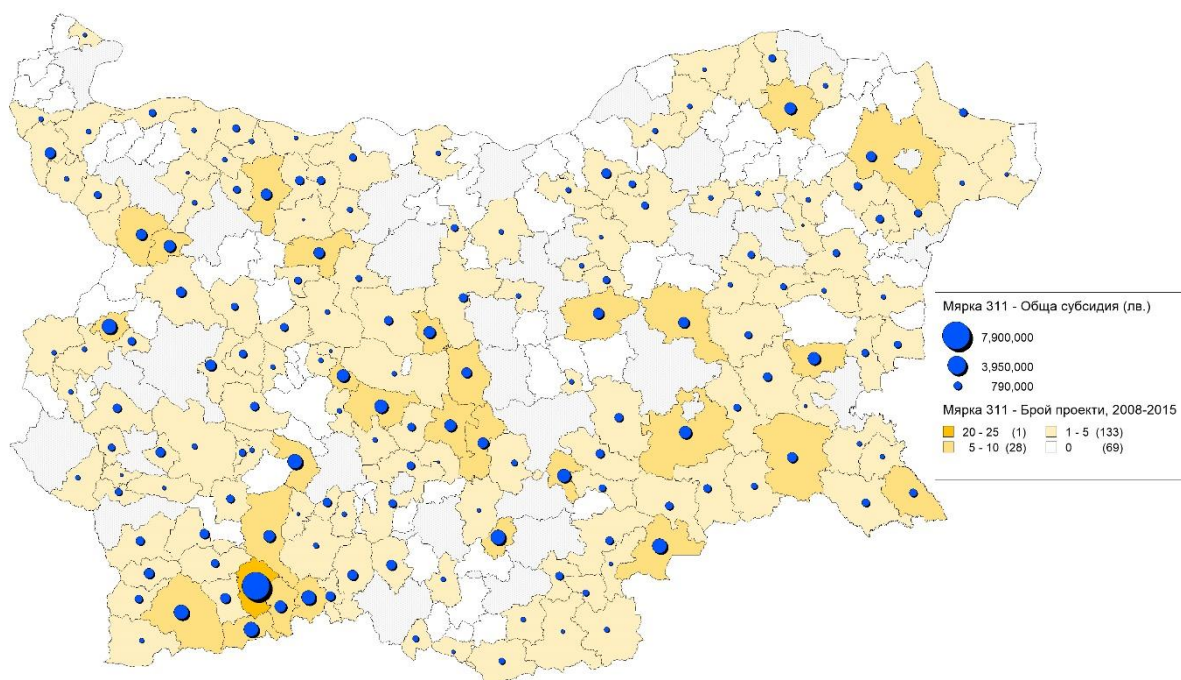 Мярка 311 - Обща субсидия (лв.)
7,900,000
3,950,000
790,000
Мярка 311 - Брой проекти, 2008-2015
20 - 25 (1) 1 - 5 (133)
5 - 10 (28) 0 (69)